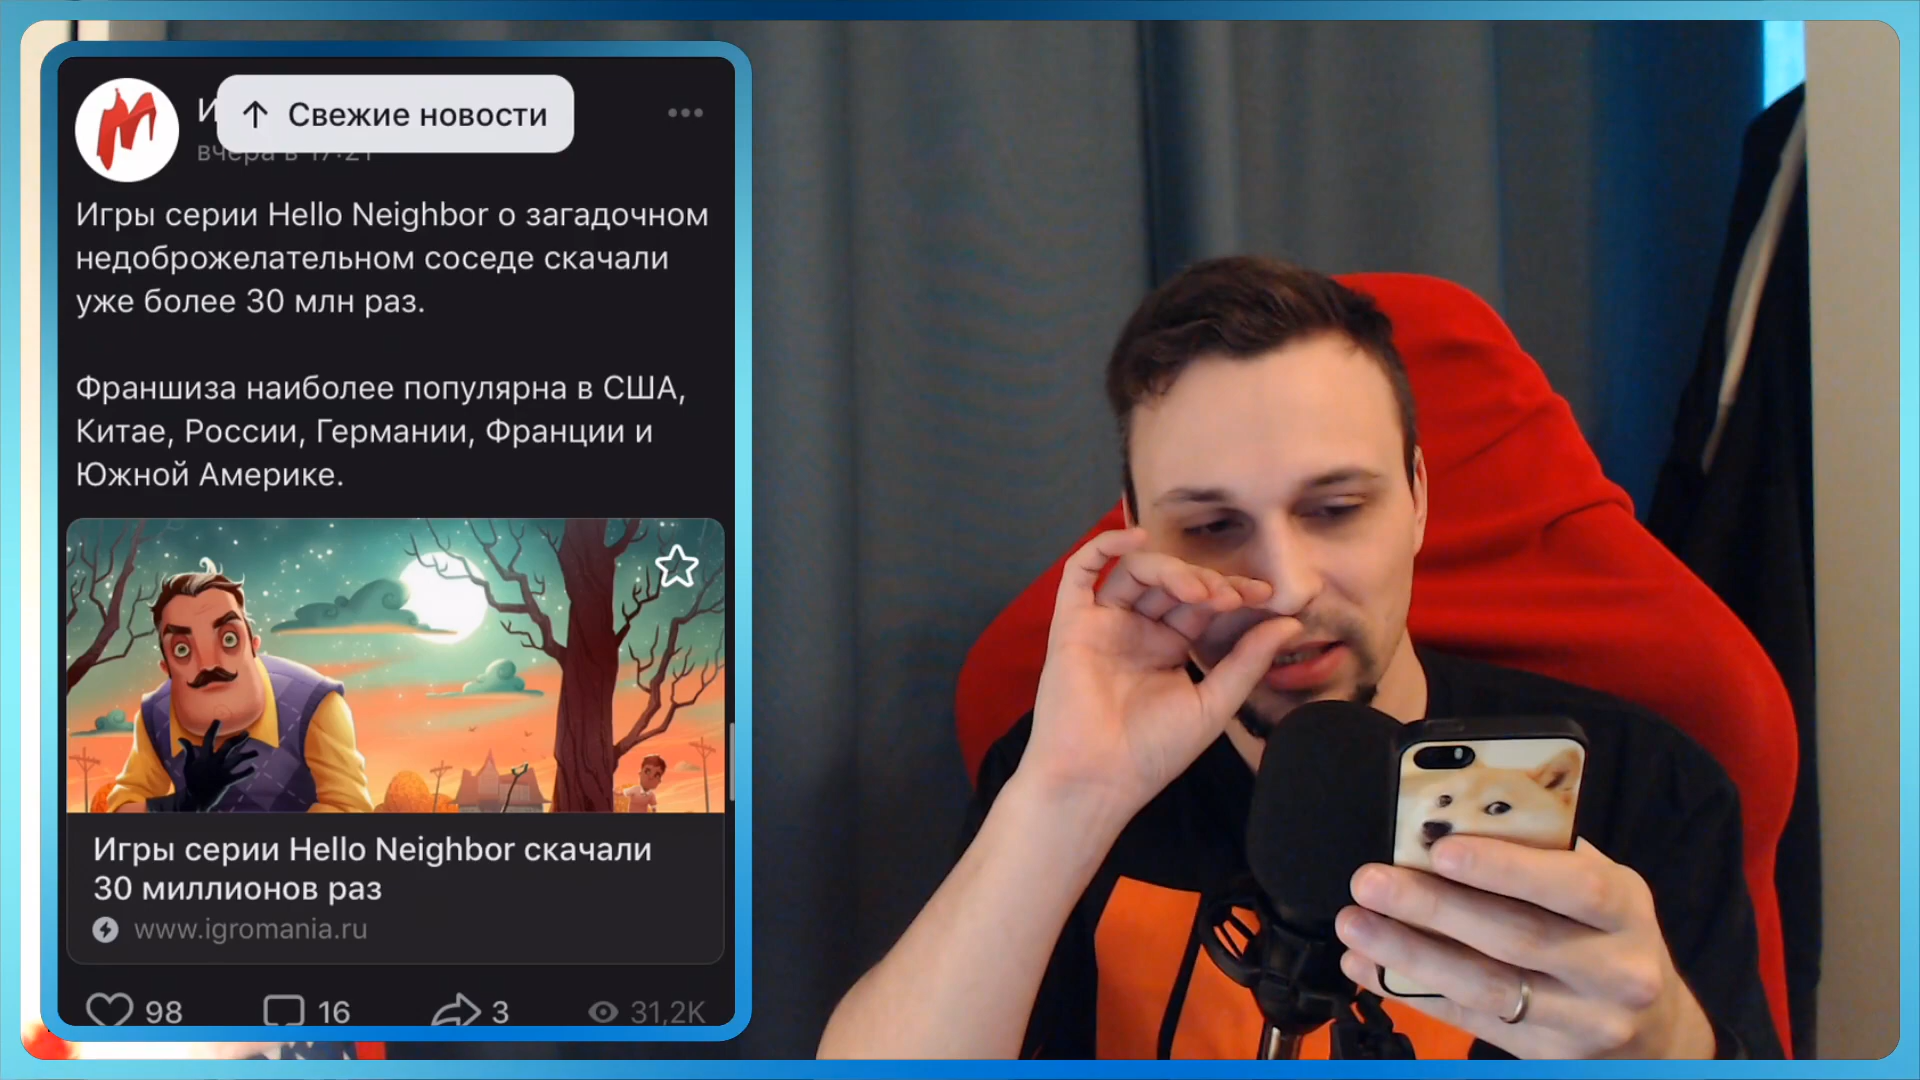 Свежие новости
Игры серии Hello Neighbor о загадочном
недоброжелательном соседе скачали
уже более 30 млн раз.
Франшиза наиболее популярна в США,
Китае, России, Германии, Франции и
Южной Америке.
Игры серии Hello Neighbor скачали
30 миллионов раз
www.igromania.ru
98 16 3 31,2K